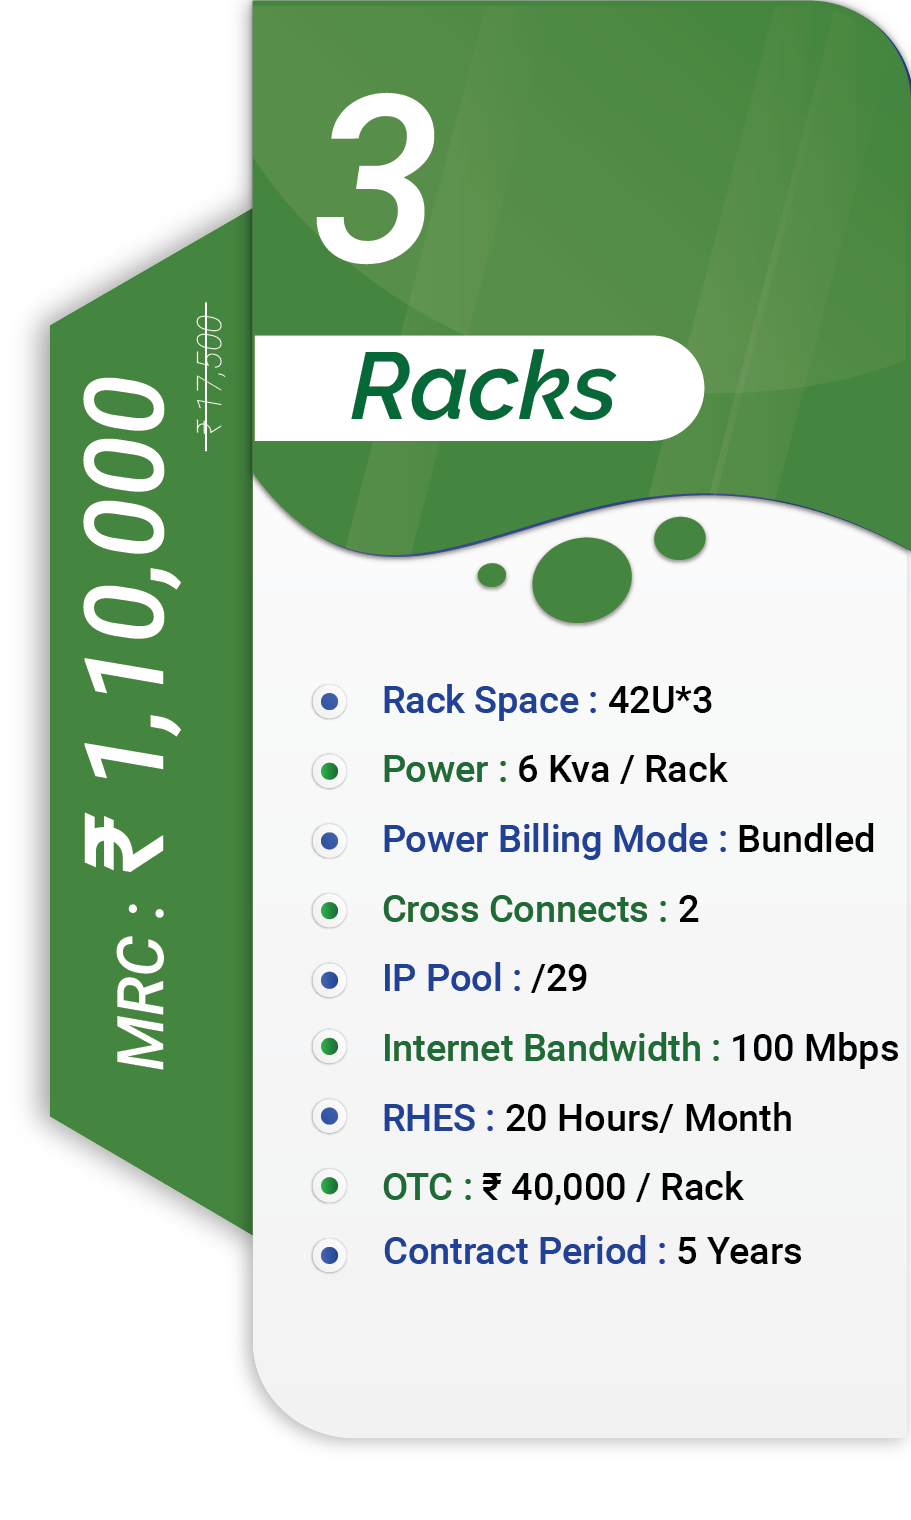 3
Racks
₹ 17,500
MRC : ₹ 1,10,000
Rack Space : 42U*3
Power : 6 Kva / Rack
Power Billing Mode : Bundled
Cross Connects : 2
IP Pool : /29
Internet Bandwidth : 100 Mbps
RHES : 20 Hours/ Month
OTC : ₹ 40,000 / Rack
Contract Period : 5 Years